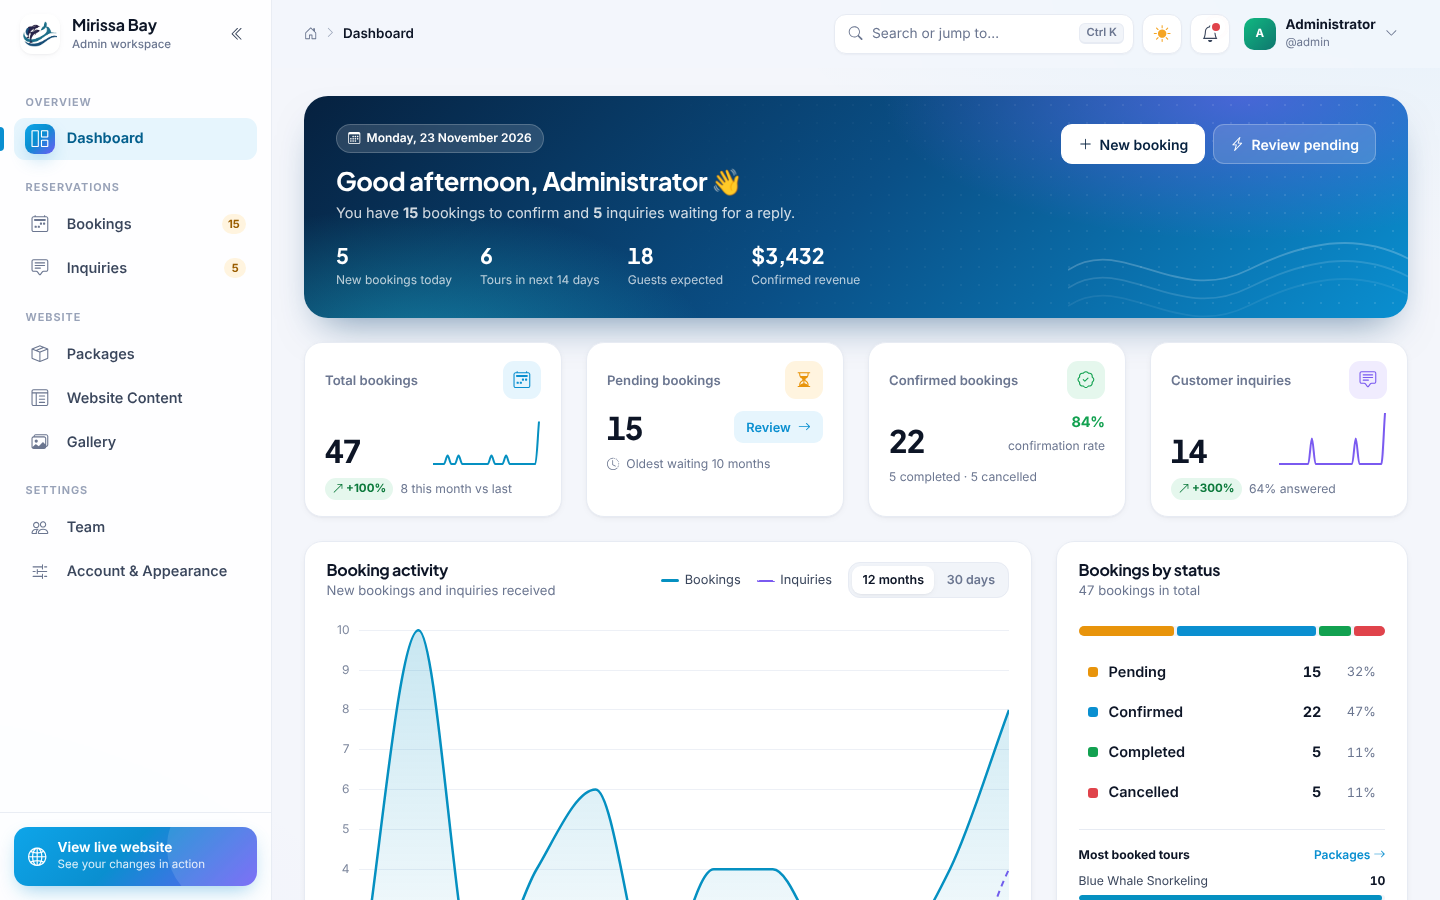 Mirissa Bay
Admin workspace
OVERVIEW
Dashboard
RESERVATIONS
Bookings 15
Inquiries 5
WEBSITE
Packages
Website Content
Gallery
SETTINGS
Team
Account & Appearance
View live website
See your changes in action
Dashboard
Search or jump to... Ctrl K
A
Administrator
@admin
Monday, 23 November 2026
Good afternoon, Administrator 👋
You have 15 bookings to confirm and 5 inquiries waiting for a reply.
New booking
Review pending
5
New bookings today
6
Tours in next 14 days
18
Guests expected
$3,432
Confirmed revenue
Total bookings
47
+100% 8 this month vs last
Pending bookings
15
Review
Oldest waiting 10 months
Confirmed bookings
22
84%
confirmation rate
5 completed · 5 cancelled
Customer inquiries
14
+300% 64% answered
Booking activity
New bookings and inquiries received
Bookings Inquiries 12 months 30 days
10
9
8
7
6
5
4
Bookings by status
47 bookings in total
Pending 15 32%
Confirmed 22 47%
Completed 5 11%
Cancelled 5 11%
Most booked tours Packages
Blue Whale Snorkeling 10